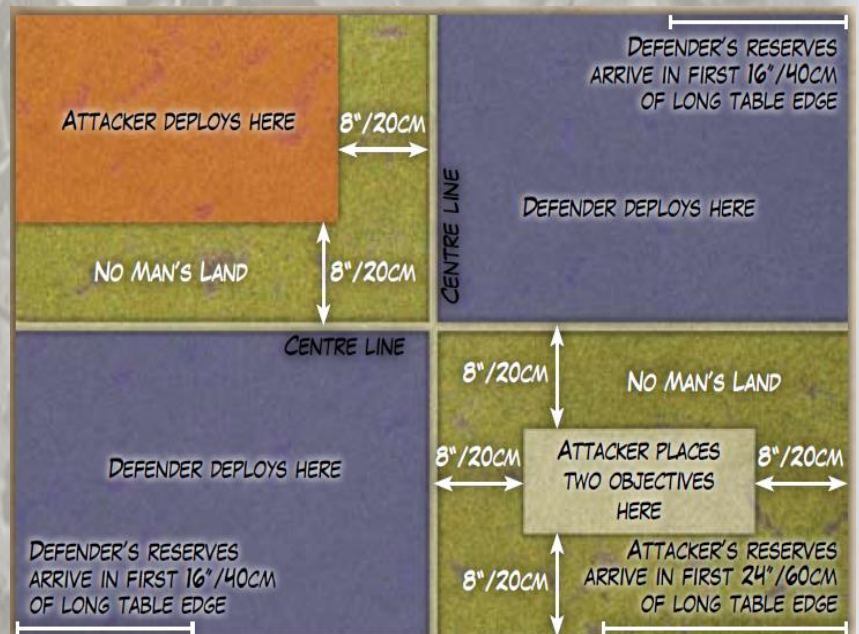 ATTACKER DEPLOYS HERE
8"/20CM
8"/20CM
NO MAN'S LAND
DEFENDER'S RESERVES
ARRIVE IN FIRST 16"/40CM
OF LONG TABLE EDGE
CENTRE LINE
DEFENDER DEPLOYS HERE
CENTRE LINE
DEFENDER DEPLOYS HERE
DEFENDER'S RESERVES
ARRIVE IN FIRST 16"/40CM
OF LONG TABLE EDGE
8"/20CM
NO MAN'S LAND
8"/20CM
ATTACKER PLACES
TWO OBJECTIVES
HERE
8"/20CM
8"/20CM
ATTACKER'S RESERVES
ARRIVE IN FIRST 24"/60CM
OF LONG TABLE EDGE